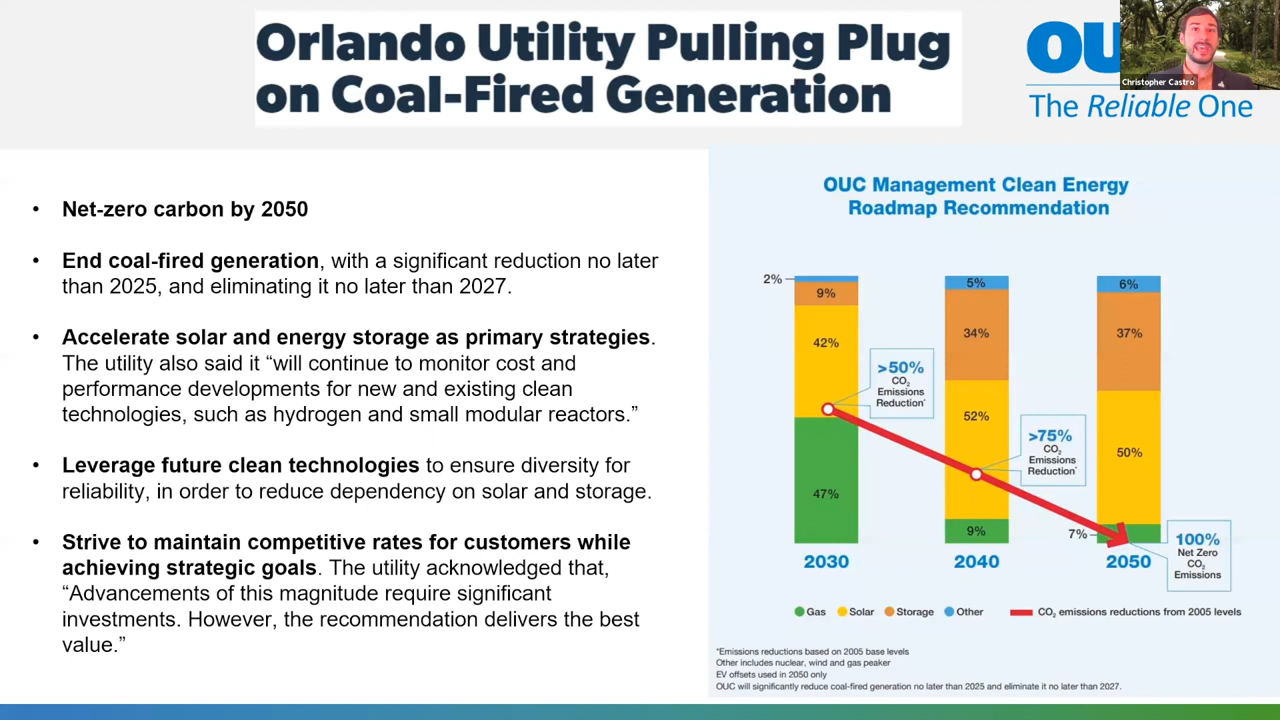 Orlando Utility Pulling Plug
on Coal-Fired Generation
The Reliable One
Christopher Castro
• Net-zero carbon by 2050
• End coal-fired generation, with a significant reduction no later
than 2025, and eliminating it no later than 2027.
• Accelerate solar and energy storage as primary strategies.
The utility also said it “will continue to monitor cost and
performance developments for new and existing clean
technologies, such as hydrogen and small modular reactors.”
• Leverage future clean technologies to ensure diversity for
reliability, in order to reduce dependency on solar and storage.
• Strive to maintain competitive rates for customers while
achieving strategic goals. The utility acknowledged that,
“Advancements of this magnitude require significant
investments. However, the recommendation delivers the best
value.”
OUC Management Clean Energy
Roadmap Recommendation
2%
9%
42%
47%
2030
>50%
CO₂
Emissions
Reduction*
5%
34%
52%
9%
2040
>75%
CO₂
Emissions
Reduction*
6%
37%
50%
7%
2050
100%
Net Zero
CO₂
Emissions
Gas Solar Storage Other CO₂ emissions reductions from 2005 levels
*Emissions reductions based on 2005 base levels
Other includes nuclear, wind and gas peaker
EV offsets used in 2050 only
OUC will significantly reduce coal-fired generation no later than 2025 and eliminate it no later than 2027.